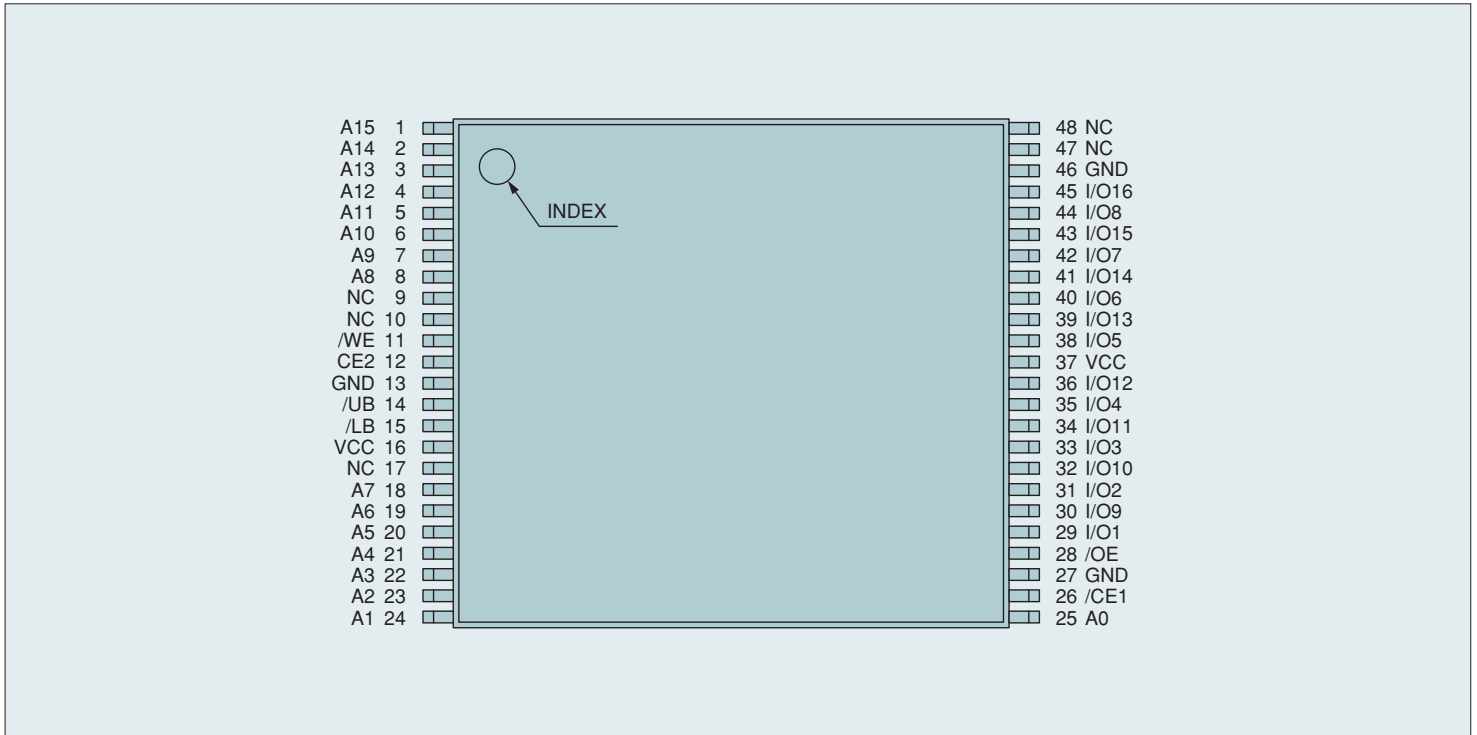 A15 1
A14 2
A13 3
A12 4
A11 5
A10 6
A9 7
A8 8
NC 9
NC 10
/WE 11
CE2 12
GND 13
/UB 14
/LB 15
VCC 16
NC 17
A7 18
A6 19
A5 20
A4 21
A3 22
A2 23
A1 24
INDEX
48 NC
47 NC
46 GND
45 I/O16
44 I/O8
43 I/O15
42 I/O7
41 I/O14
40 I/O6
39 I/O13
38 I/O5
37 VCC
36 I/O12
35 I/O4
34 I/O11
33 I/O3
32 I/O10
31 I/O2
30 I/O9
29 I/O1
28 /OE
27 GND
26 /CE1
25 A0